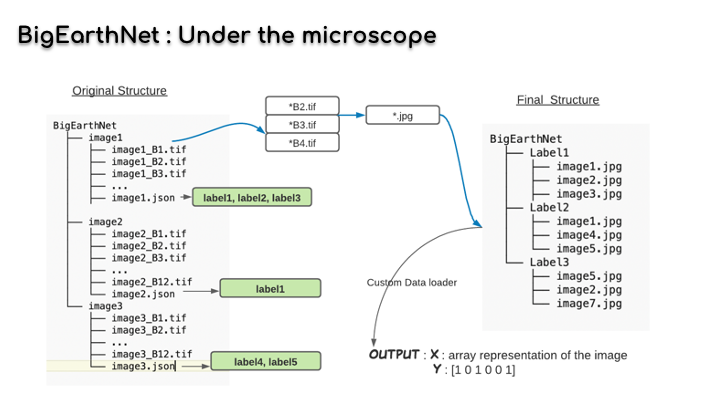 BigEarthNet : Under the microscope
Original Structure
BigEarthNet
image1
image1_B1.tif
image1_B2.tif
image1_B3.tif
...
image1.json
label1, label2, label3
image2
image2_B1.tif
image2_B2.tif
image2_B3.tif
...
image2_B12.tif
image2.json
label1
image3
image3_B1.tif
image3_B2.tif
...
image3_B12.tif
image3.json
label4, label5
*B2.tif
*B3.tif
*B4.tif
*.jpg
Final Structure
BigEarthNet
Label1
image1.jpg
image2.jpg
image3.jpg
Label2
image1.jpg
image4.jpg
image5.jpg
Label3
image5.jpg
image2.jpg
image7.jpg
Custom Data loader
OUTPUT : X : array representation of the image
Y : [1 0 1 0 0 1]